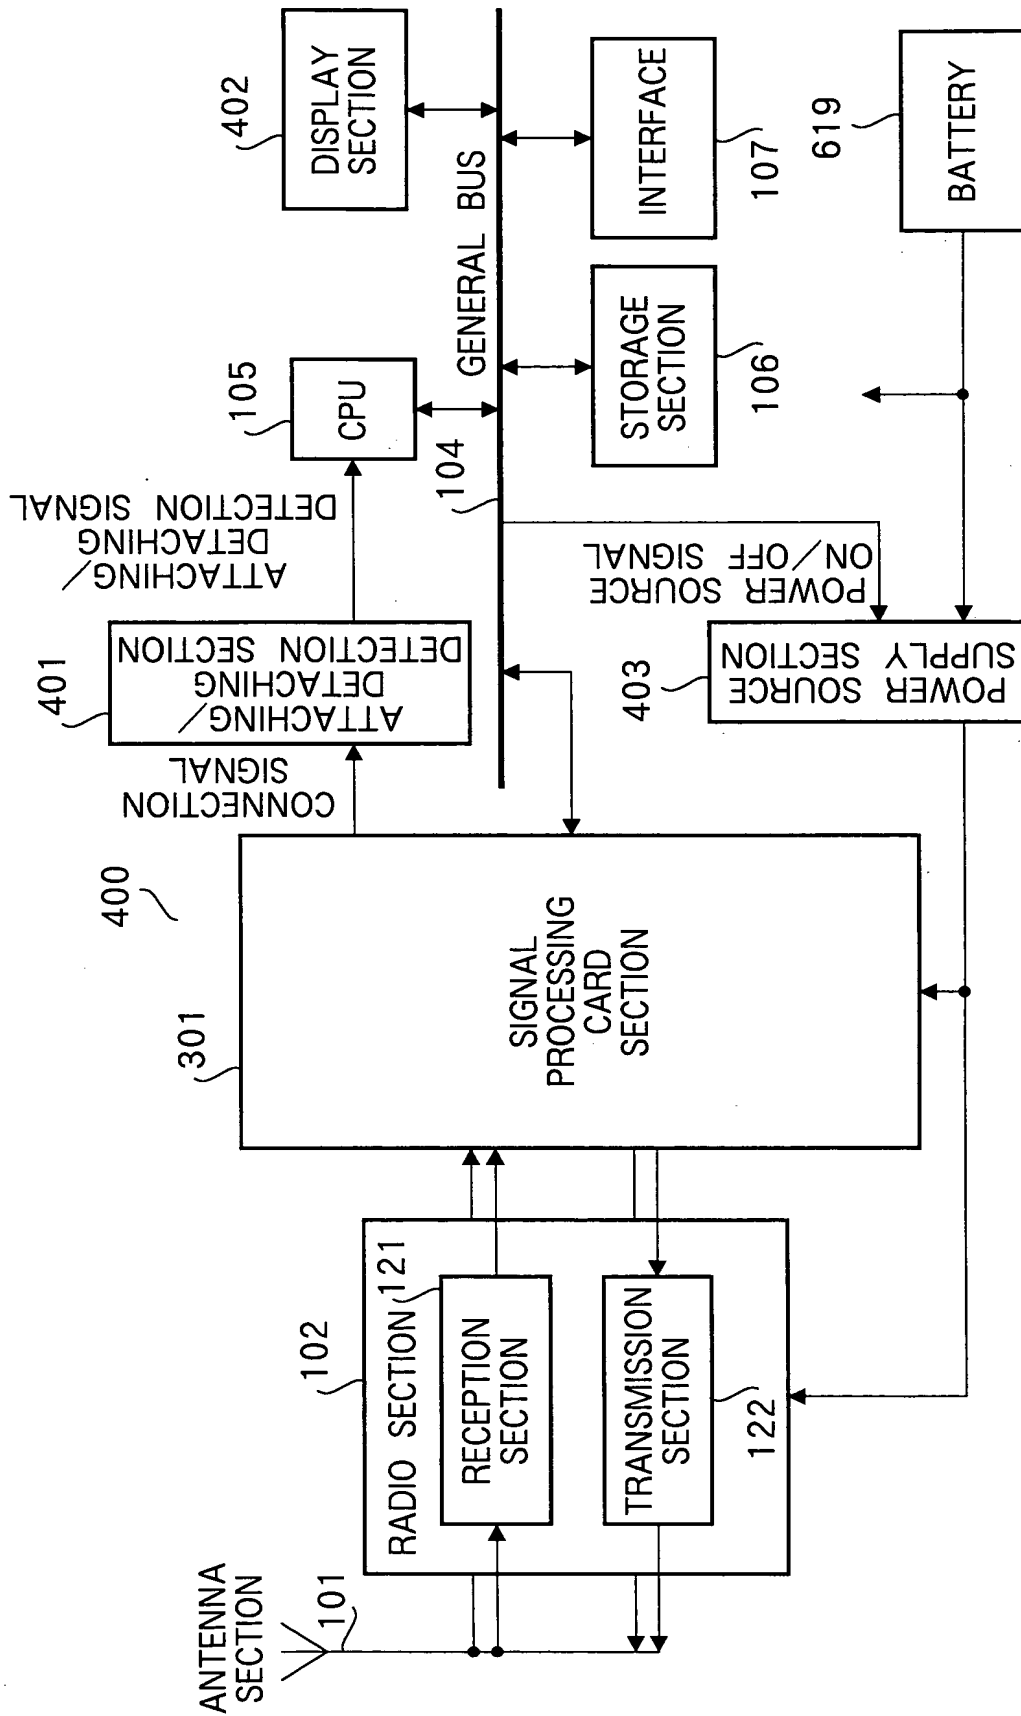 ANTENNA
SECTION
101
102
RADIO SECTION
121
RECEPTION
SECTION
TRANSMISSION
SECTION
122
301
400
SIGNAL
PROCESSING
CARD
SECTION
CONNECTION
SIGNAL
401
ATTACHING/
DETACHING
DETECTION SECTION
ATTACHING/
DETACHING
DETECTION SIGNAL
105
CPU
402
DISPLAY
SECTION
104
GENERAL BUS
STORAGE
SECTION
106
INTERFACE
107
POWER SOURCE
ON/OFF SIGNAL
403
POWER SOURCE
SUPPLY SECTION
619
BATTERY